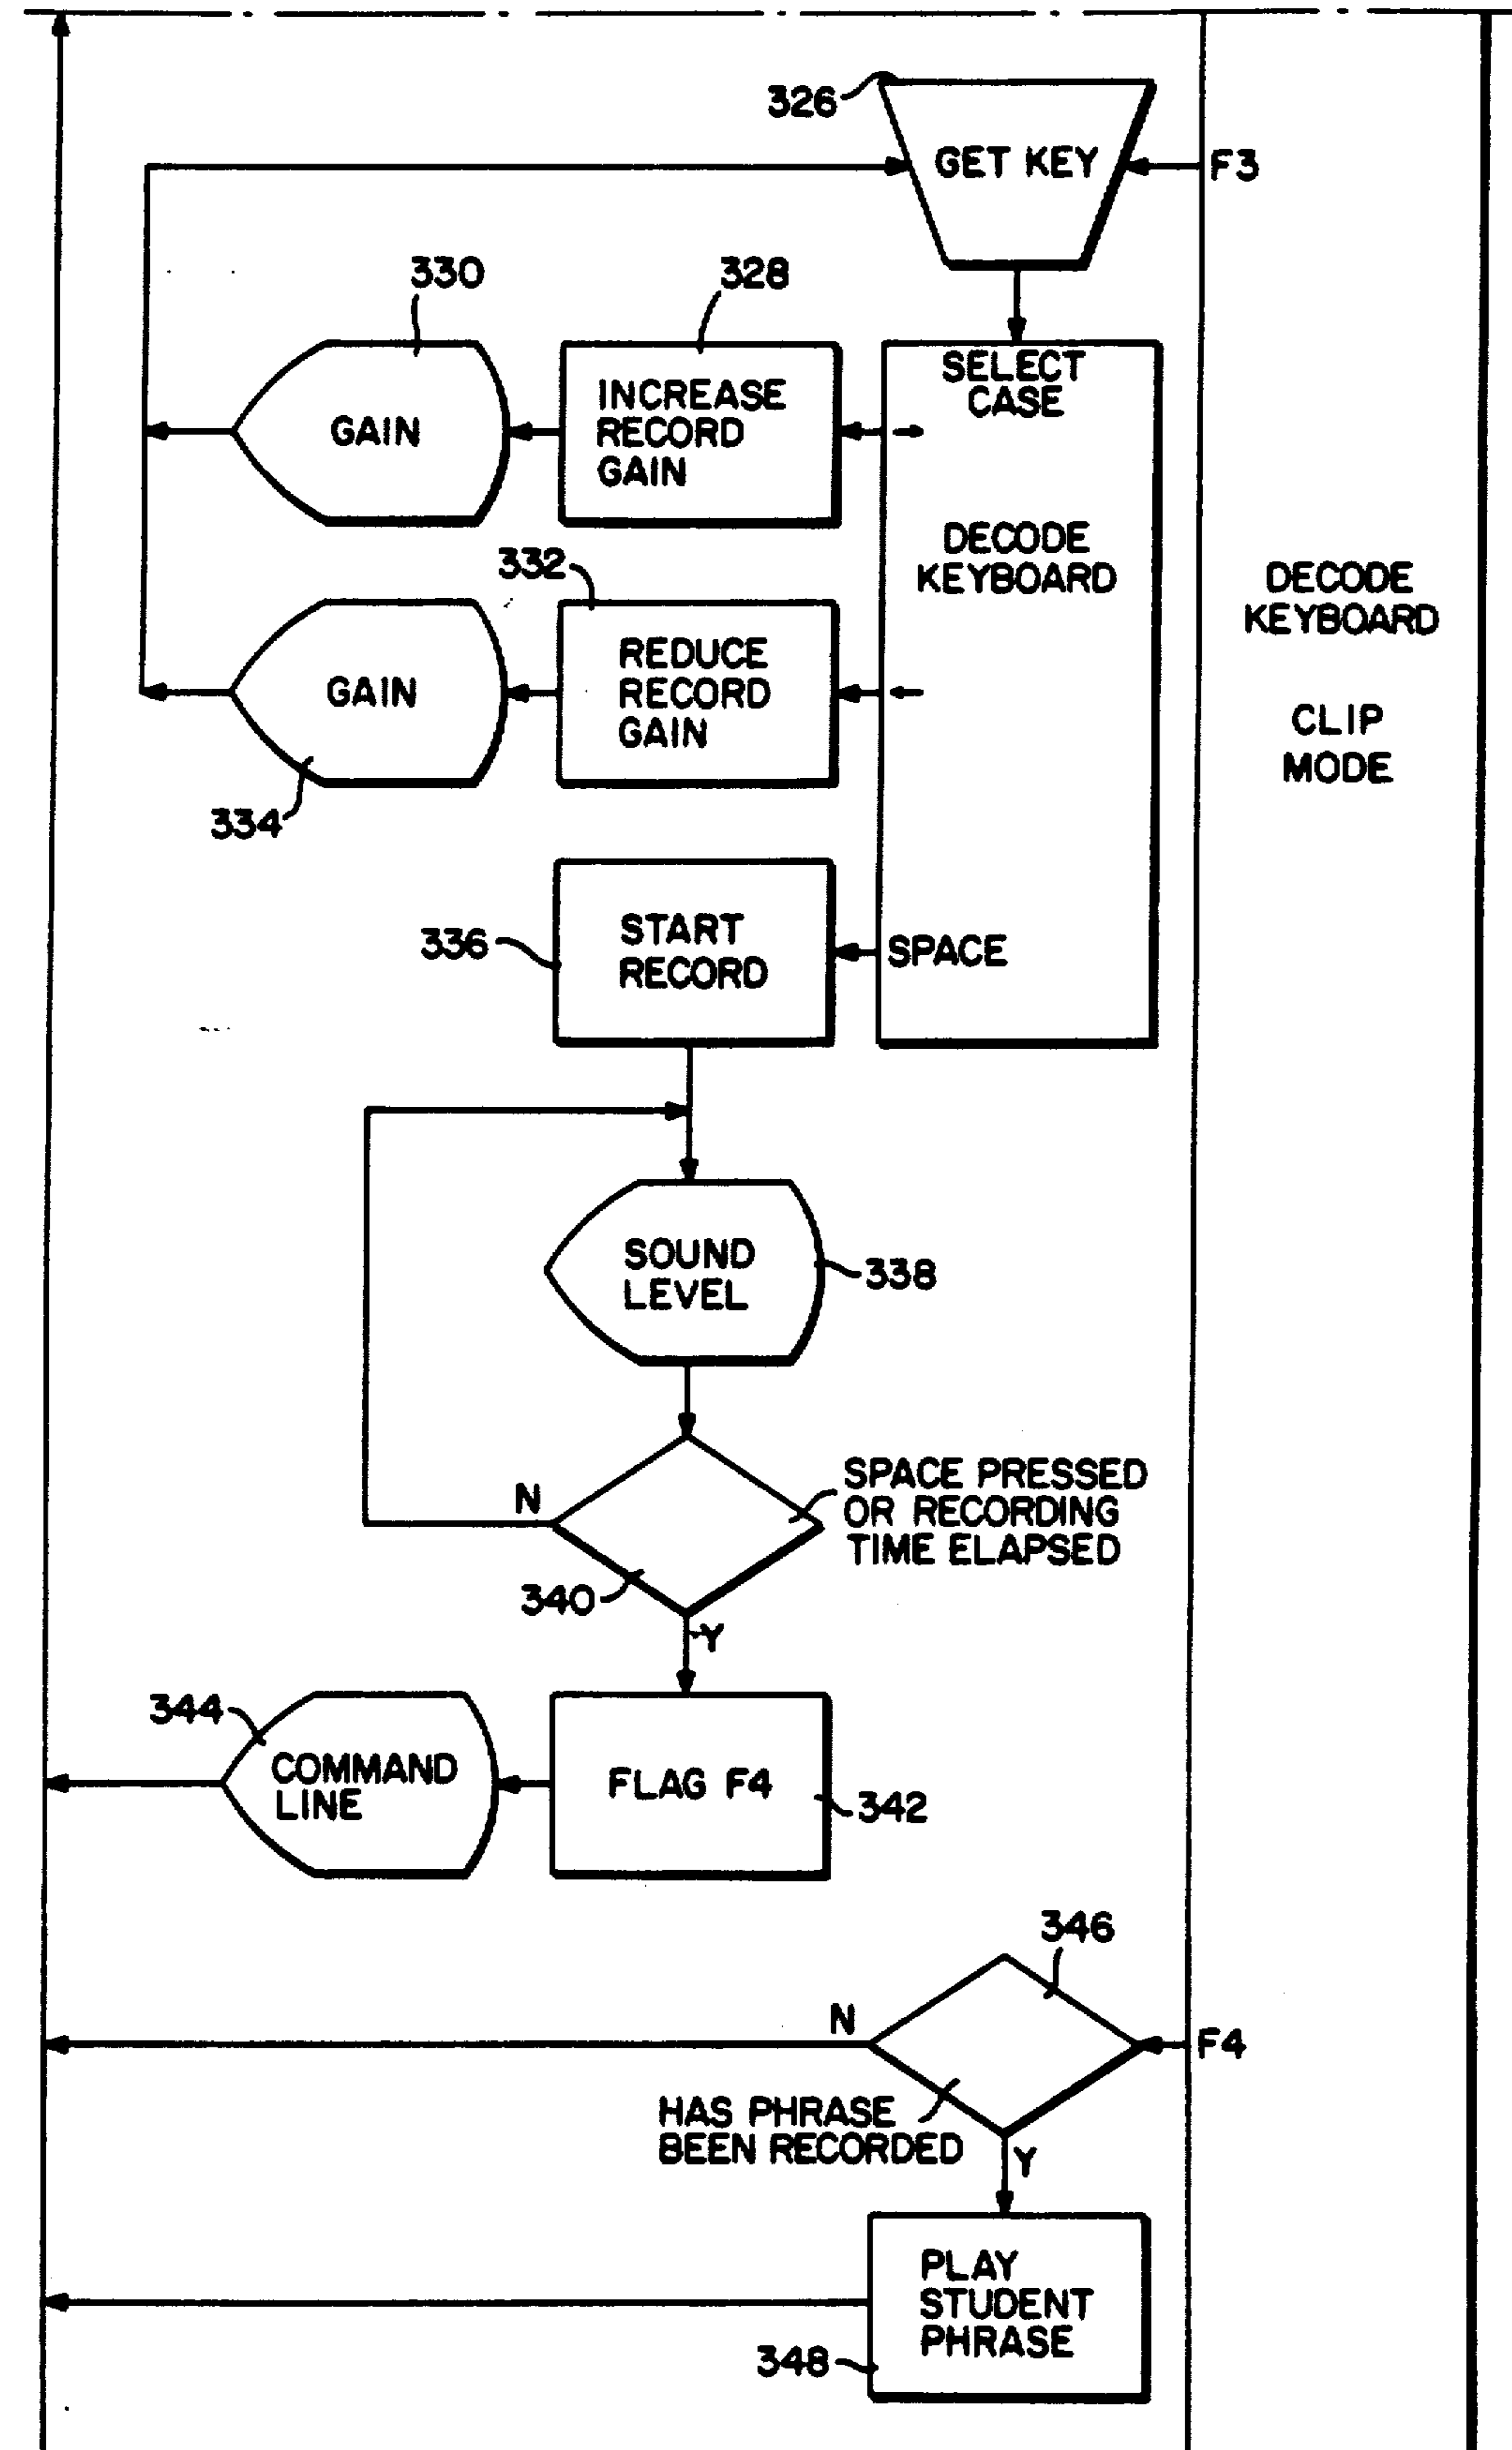 326
GET KEY
F3
330
328
SELECT
CASE
GAIN
INCREASE
RECORD
GAIN
DECODE
KEYBOARD
332
GAIN
REDUCE
RECORD
GAIN
334
DECODE
KEYBOARD
CLIP
MODE
336
START
RECORD
SPACE
SOUND
LEVEL
338
N
SPACE PRESSED
OR RECORDING
TIME ELAPSED
340
Y
344
COMMAND
LINE
FLAG F4
342
346
N
F4
HAS PHRASE
BEEN RECORDED
Y
PLAY
STUDENT
PHRASE
348